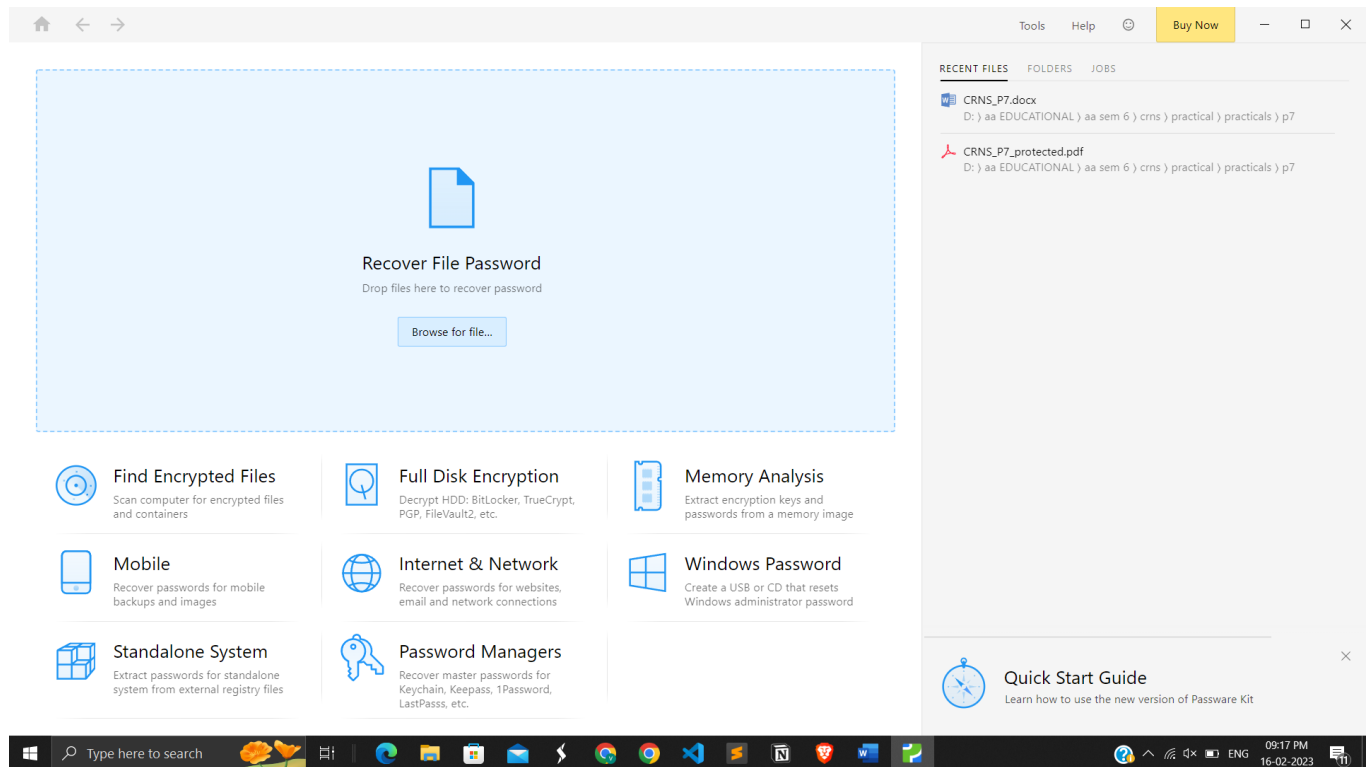 Tools Help Buy Now
RECENT FILES FOLDERS JOBS
CRNS_P7.docx
D: ⟩ aa EDUCATIONAL ⟩ aa sem 6 ⟩ crns ⟩ practical ⟩ practicals ⟩ p7
CRNS_P7_protected.pdf
D: ⟩ aa EDUCATIONAL ⟩ aa sem 6 ⟩ crns ⟩ practical ⟩ practicals ⟩ p7
Recover File Password
Drop files here to recover password
Browse for file...
Find Encrypted Files
Scan computer for encrypted files
and containers
Full Disk Encryption
Decrypt HDD: BitLocker, TrueCrypt,
PGP, FileVault2, etc.
Memory Analysis
Extract encryption keys and
passwords from a memory image
Mobile
Recover passwords for mobile
backups and images
Internet & Network
Recover passwords for websites,
email and network connections
Windows Password
Create a USB or CD that resets
Windows administrator password
Standalone System
Extract passwords for standalone
system from external registry files
Password Managers
Recover master passwords for
Keychain, Keepass, 1Password,
LastPasss, etc.
Quick Start Guide
Learn how to use the new version of Passware Kit
Type here to search
ENG
09:17 PM
16-02-2023
11